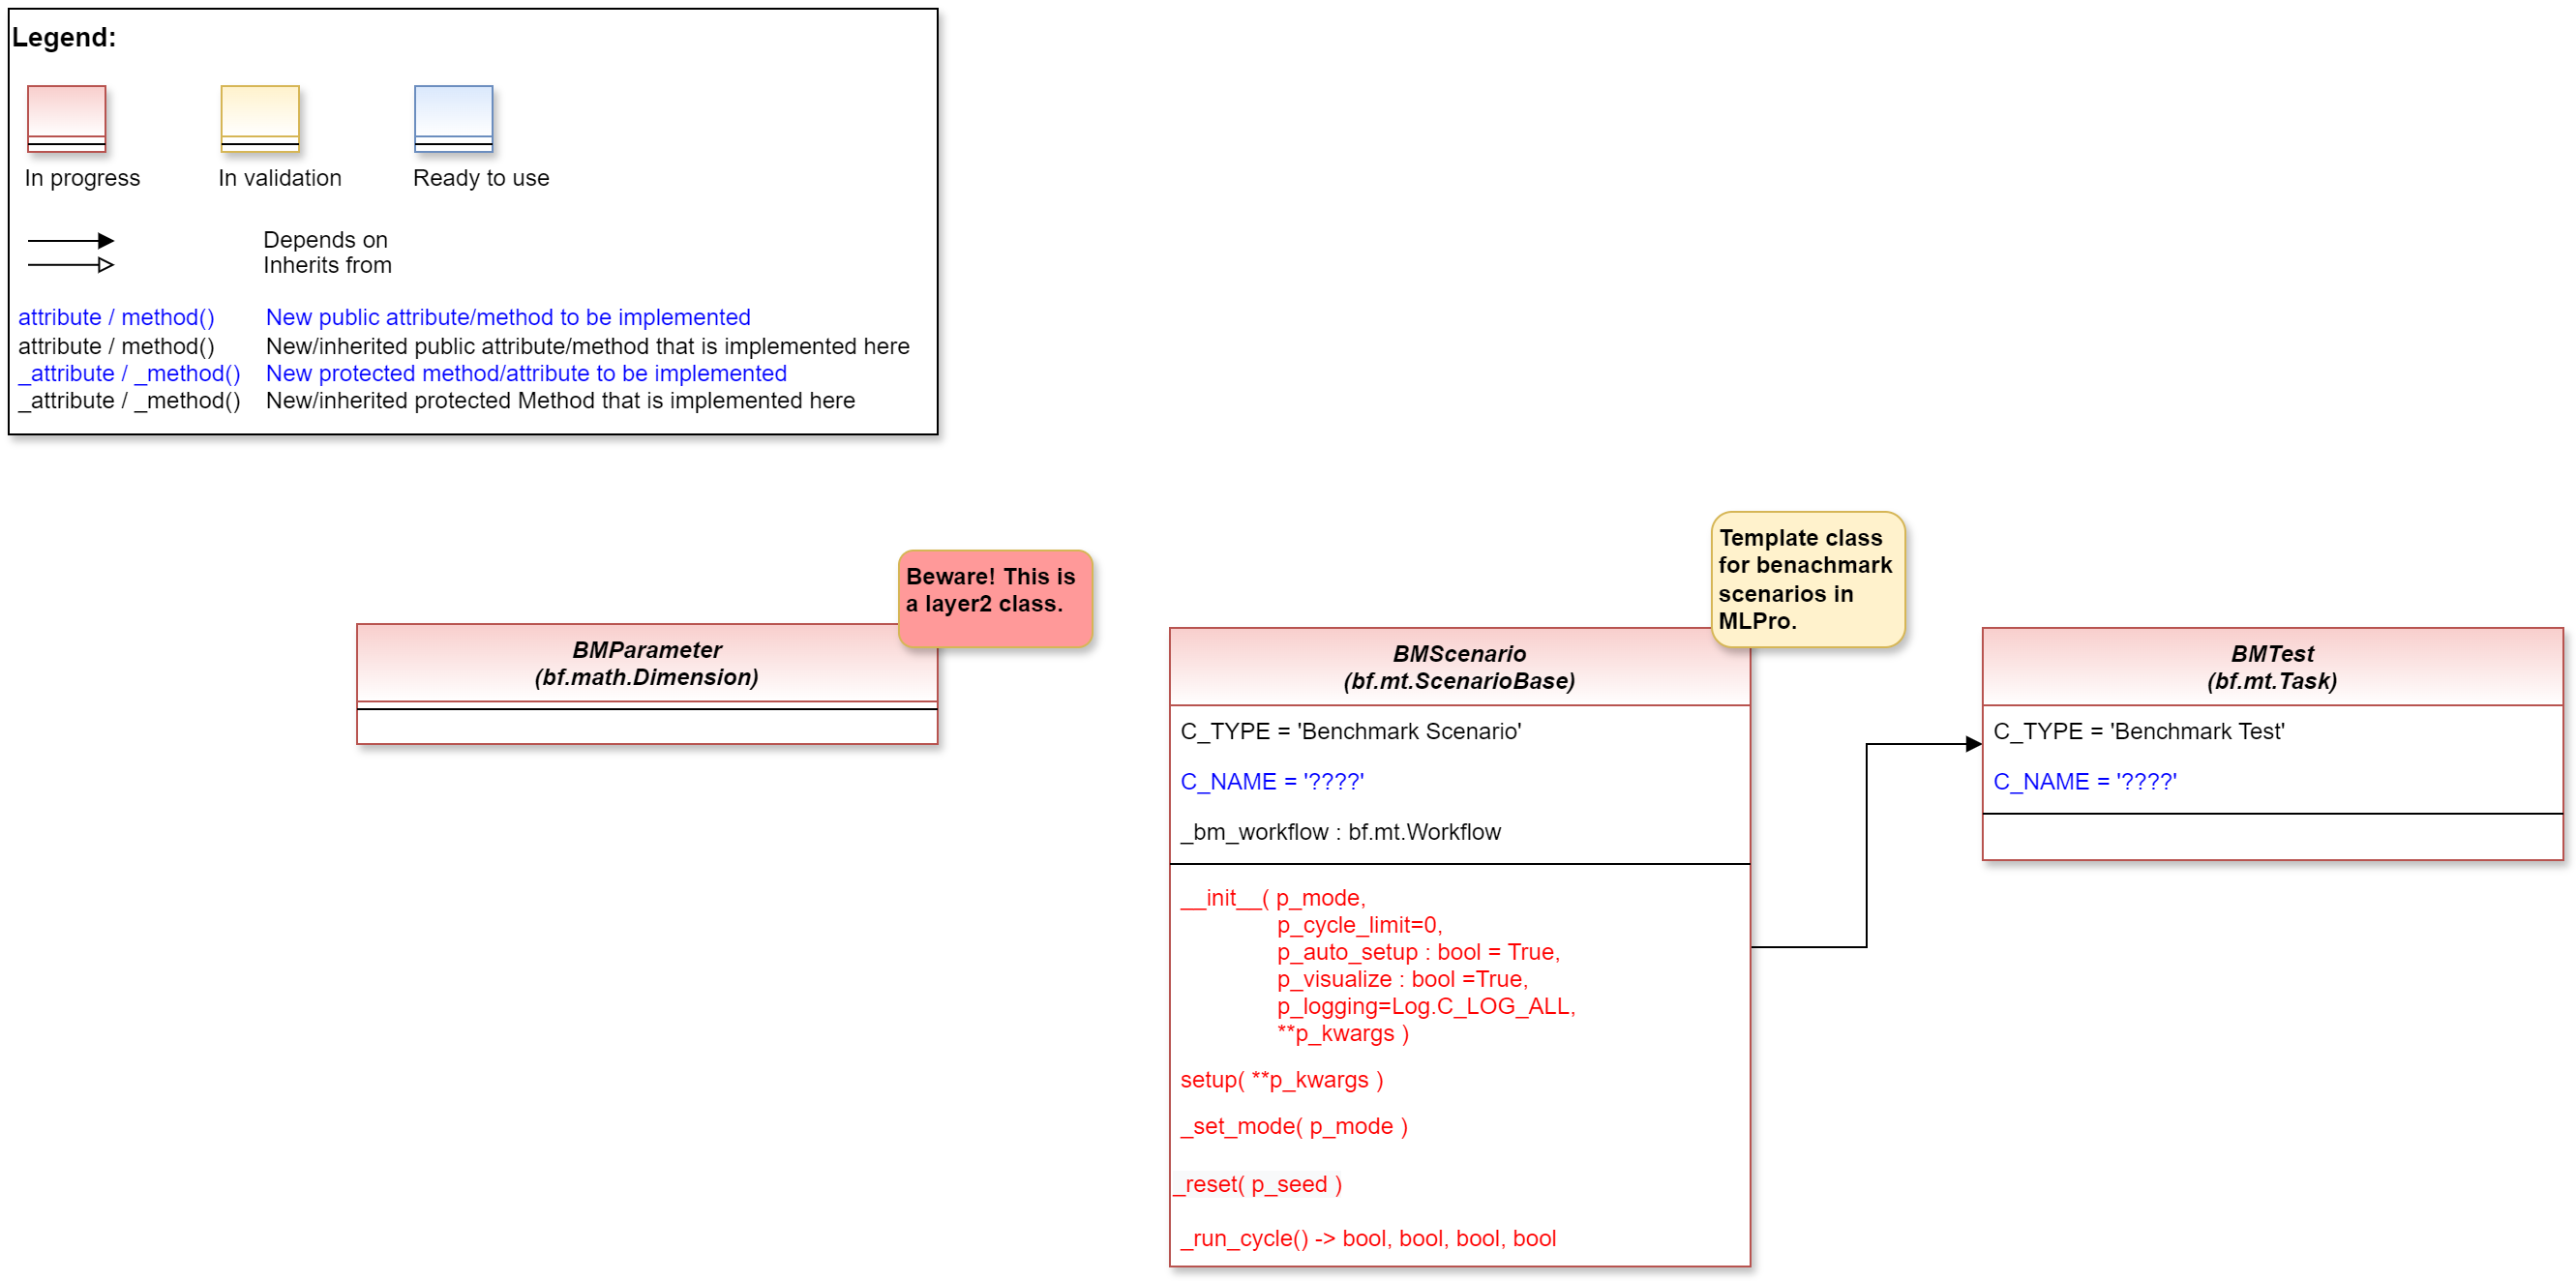 Legend:
In progress
In validation
Ready to use
Depends on
Inherits from
attribute / method() New public attribute/method to be implemented
attribute / method() New/inherited public attribute/method that is implemented here
_attribute / _method() New protected method/attribute to be implemented
_attribute / _method() New/inherited protected Method that is implemented here
Beware! This is
a layer2 class.
BMParameter
(bf.math.Dimension)
Template class
for benachmark
scenarios in
MLPro.
BMScenario
(bf.mt.ScenarioBase)
C_TYPE = 'Benchmark Scenario'
C_NAME = '????'
_bm_workflow : bf.mt.Workflow
__init__( p_mode,
p_cycle_limit=0,
p_auto_setup : bool = True,
p_visualize : bool =True,
p_logging=Log.C_LOG_ALL,
**p_kwargs )
setup( **p_kwargs )
_set_mode( p_mode )
_reset( p_seed )
_run_cycle() -> bool, bool, bool, bool
BMTest
(bf.mt.Task)
C_TYPE = 'Benchmark Test'
C_NAME = '????'